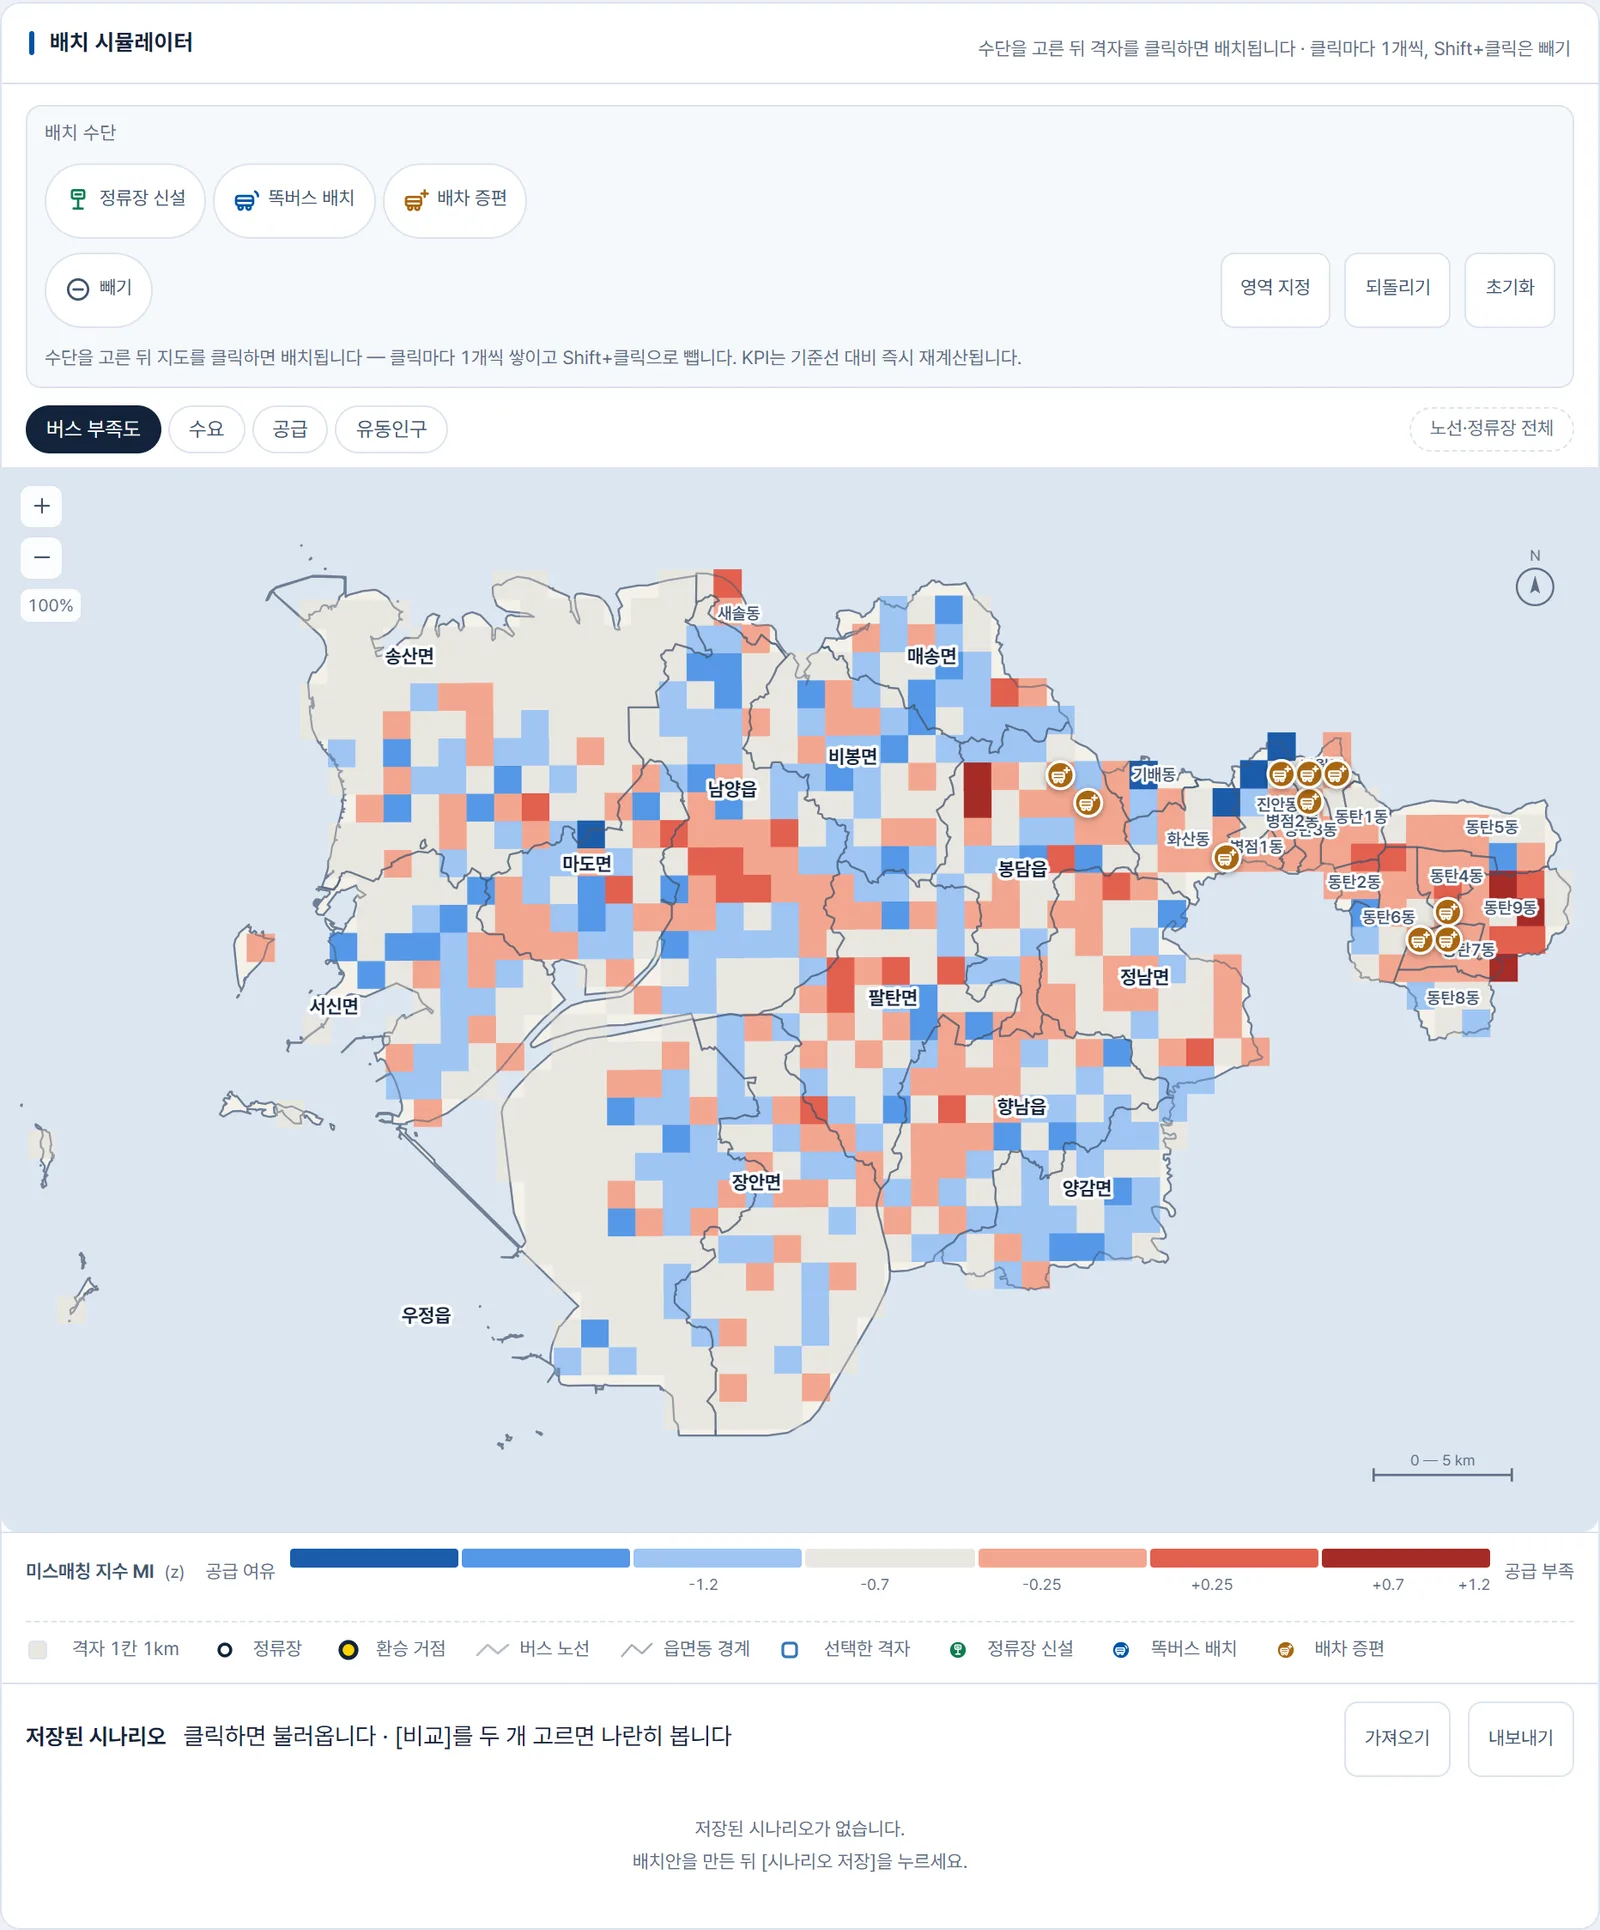 배치 시뮬레이터
수단을 고른 뒤 격자를 클릭하면 배치됩니다 · 클릭마다 1개씩, Shift+클릭은 빼기
배치 수단
정류장 신설
똑버스 배치
배차 증편
빼기
영역 지정
되돌리기
초기화
수단을 고른 뒤 지도를 클릭하면 배치됩니다 — 클릭마다 1개씩 쌓이고 Shift+클릭으로 뺍니다. KPI는 기준선 대비 즉시 재계산됩니다.
버스 부족도
수요
공급
유동인구
노선·정류장 전체
+
−
100%
N
새솔동
송산면
매송면
비봉면
기배동
남양읍
진안동
병점2동
동탄1동
동탄5동
화산동
병점1동
마도면
봉담읍
동탄2동
동탄4동
동탄6동
동탄9동
동탄7동
정남면
서신면
팔탄면
동탄8동
향남읍
장안면
양감면
우정읍
0 — 5 km
미스매칭 지수 MI (z)
공급 여유
-1.2
-0.7
-0.25
+0.25
+0.7
+1.2
공급 부족
격자 1칸 1km
정류장
환승 거점
버스 노선
읍면동 경계
선택한 격자
정류장 신설
똑버스 배치
배차 증편
저장된 시나리오
클릭하면 불러옵니다 · [비교]를 두 개 고르면 나란히 봅니다
가져오기
내보내기
저장된 시나리오가 없습니다.
배치안을 만든 뒤 [시나리오 저장]을 누르세요.